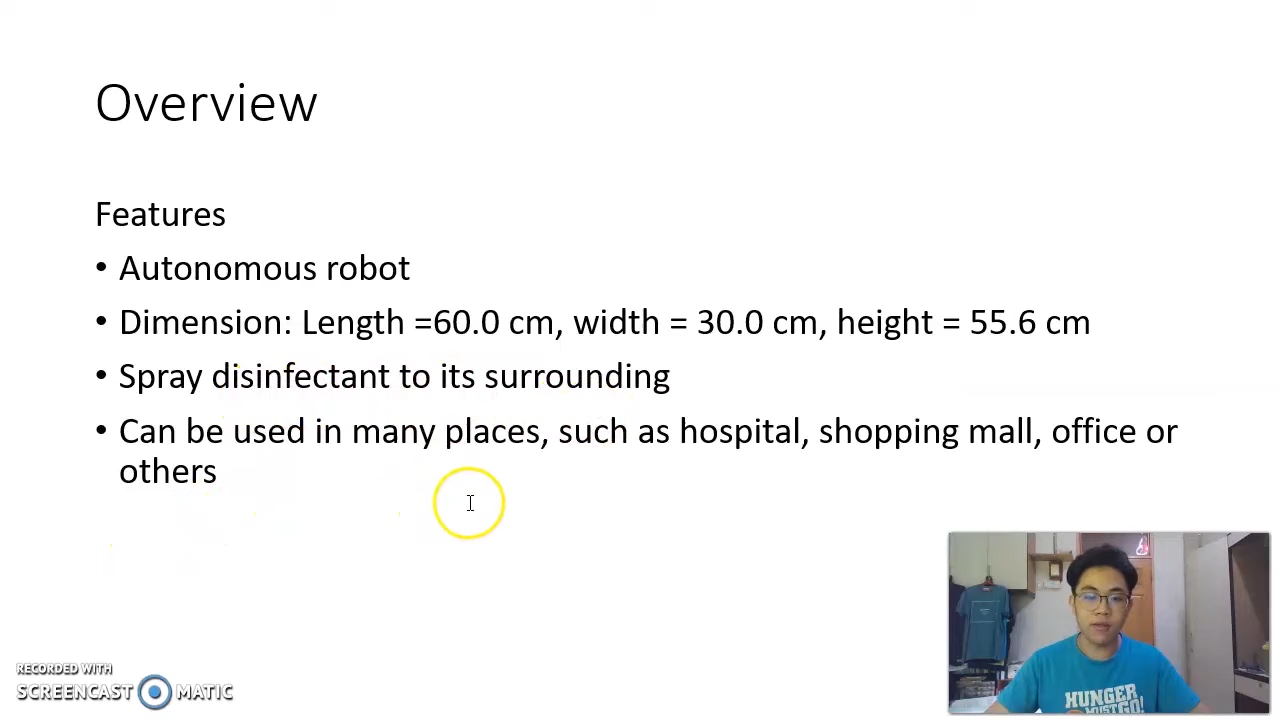 Overview
Features
• Autonomous robot
• Dimension: Length =60.0 cm, width = 30.0 cm, height = 55.6 cm
• Spray disinfectant to its surrounding
• Can be used in many places, such as hospital, shopping mall, office or
others
RECORDED WITH
SCREENCAST MATIC
HUNGER
MUST GO!